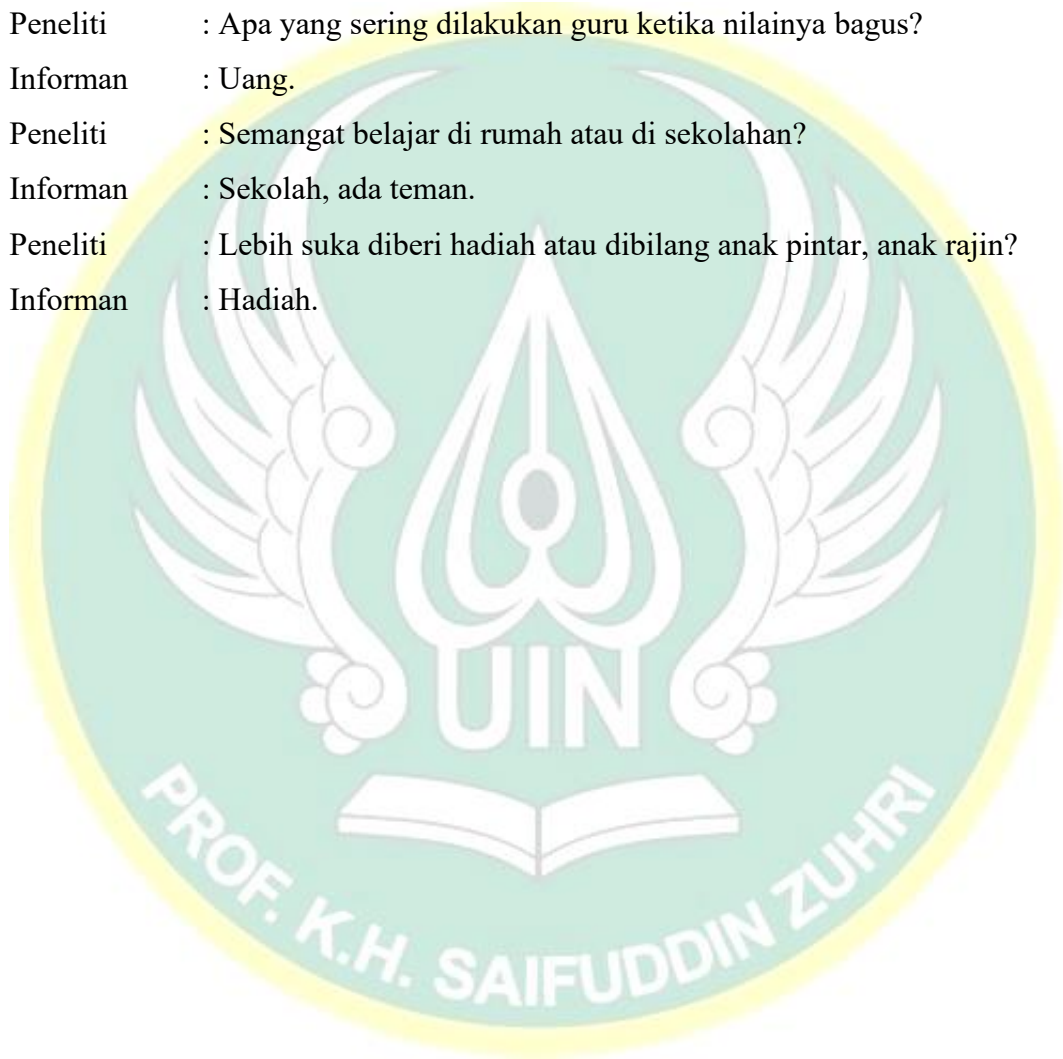 Peneliti : Apa yang sering dilakukan guru ketika nilainya bagus?
Informan : Uang.
Peneliti : Semangat belajar di rumah atau di sekolahan?
Informan : Sekolah, ada teman.
Peneliti : Lebih suka diberi hadiah atau dibilang anak pintar, anak rajin?
Informan : Hadiah.
UIN
PROF. K.H. SAIFUDDIN ZUHRI